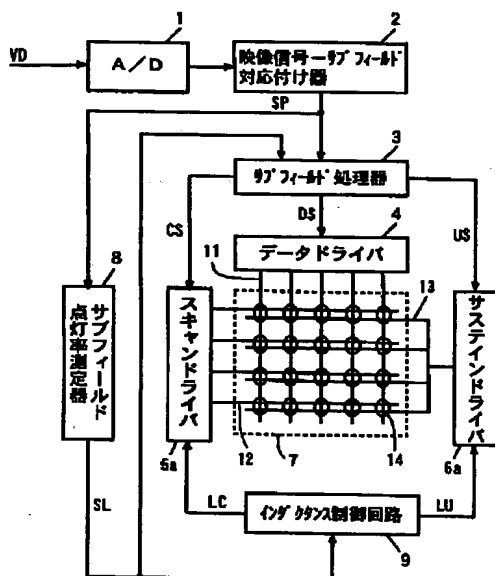 1
2
VD
A/D
映像信号ーサブフィールド
対応付け器
SP
3
サブフィールド処理器
CS
DS
US
4
データドライバ
8
11
13
サブフィールド
点灯率測定器
スキャンドライバ
サステインドライバ
12
7
14
5a
6a
SL
LC
LU
インダクタンス制御回路
9